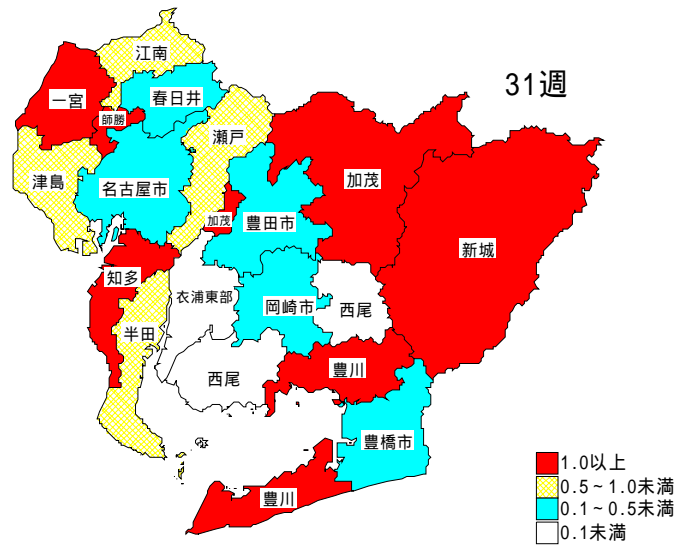 江南
31週
一宮
春日井
師勝
瀬戸
津島
名古屋市
加茂
加茂
豊田市
新城
知多
衣浦東部
岡崎市
西尾
半田
西尾
豊川
豊橋市
豊川
1.0以上
0.5~1.0未満
0.1~0.5未満
0.1未満